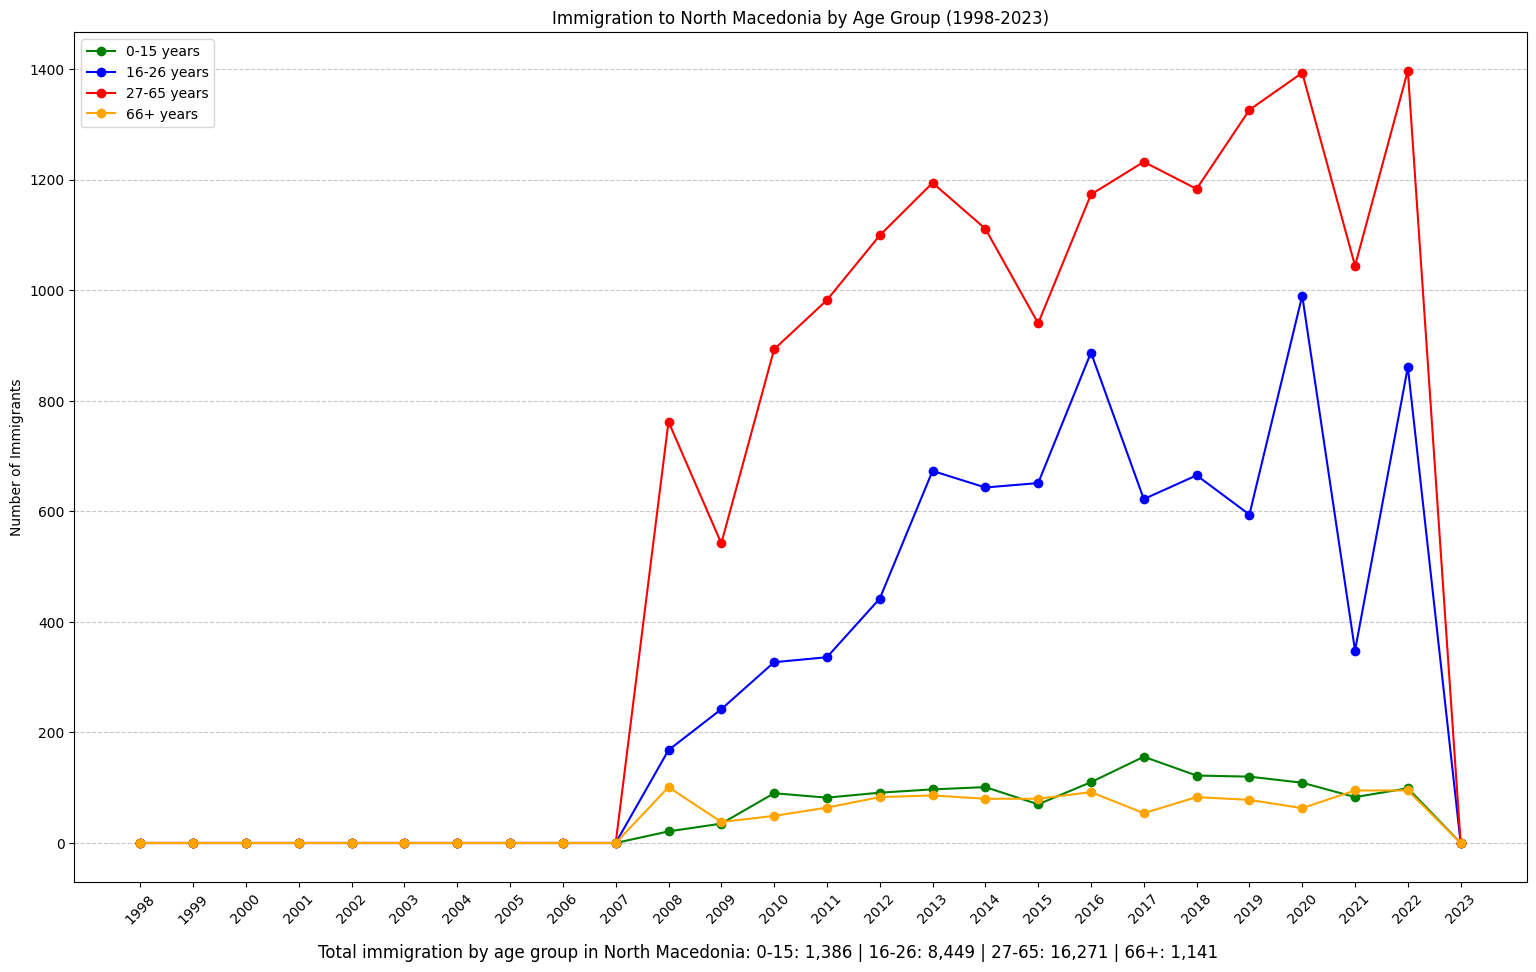 Immigration to North Macedonia by Age Group (1998-2023)
0-15 years
16-26 years
27-65 years
66+ years
Number of Immigrants
1400
1200
1000
800
600
400
200
0
1998 1999 2000 2001 2002 2003 2004 2005 2006 2007 2008 2009 2010 2011 2012 2013 2014 2015 2016 2017 2018 2019 2020 2021 2022 2023
Total immigration by age group in North Macedonia: 0-15: 1,386 | 16-26: 8,449 | 27-65: 16,271 | 66+: 1,141